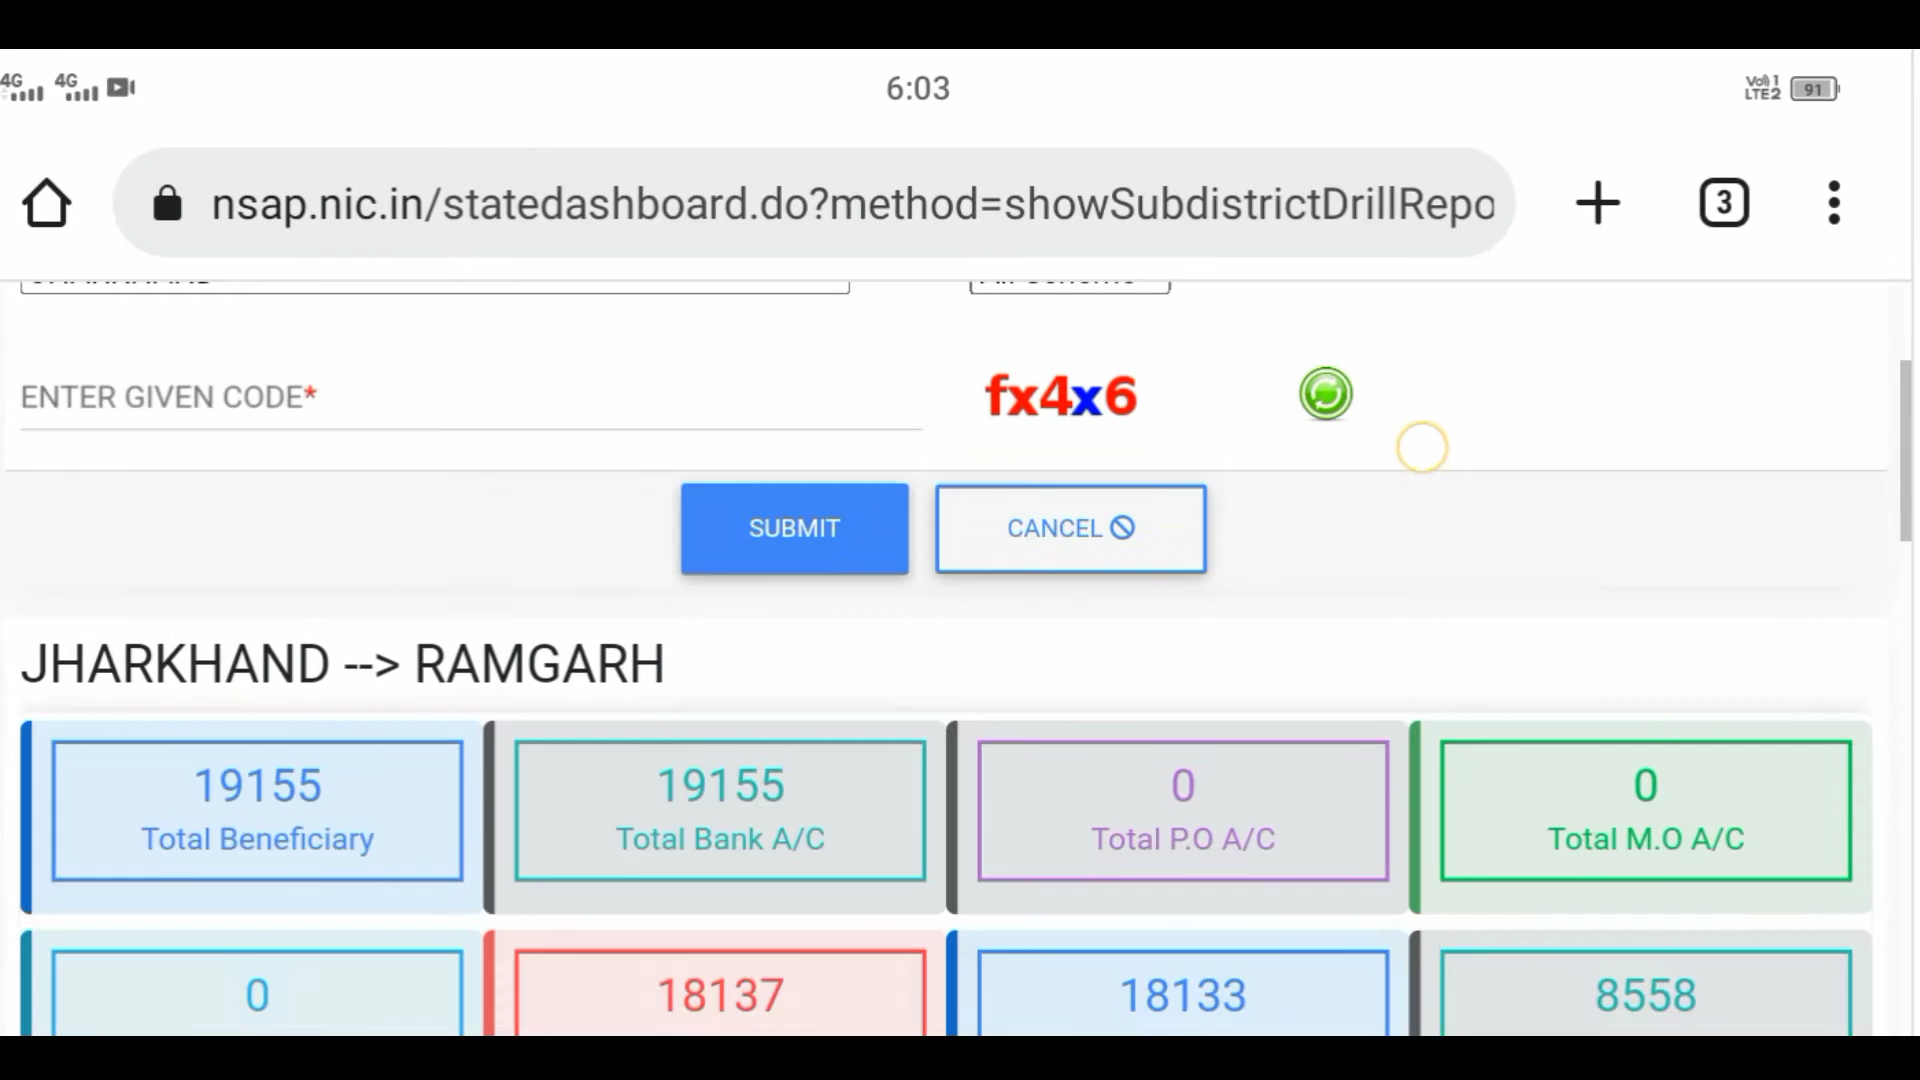 4G 4G 6:03 Vo) 1 LTE2 91
nsap.nic.in/statedashboard.do?method=showSubdistrictDrillRepo 3
ENTER GIVEN CODE* fx4x6
SUBMIT CANCEL
JHARKHAND --> RAMGARH
19155 19155 0 0
Total Beneficiary Total Bank A/C Total P.O A/C Total M.O A/C
0 18137 18133 8558